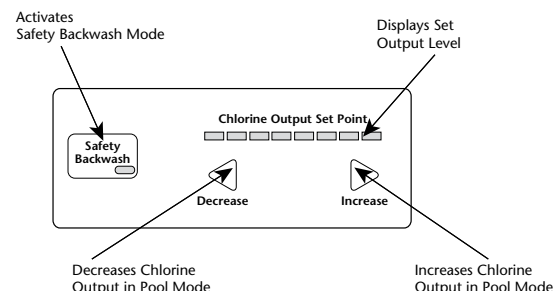 Activates
Safety Backwash Mode
Displays Set
Output Level
Chlorine Output Set Point
Safety
Backwash
Decrease
Increase
Decreases Chlorine
Output in Pool Mode
Increases Chlorine
Output in Pool Mode